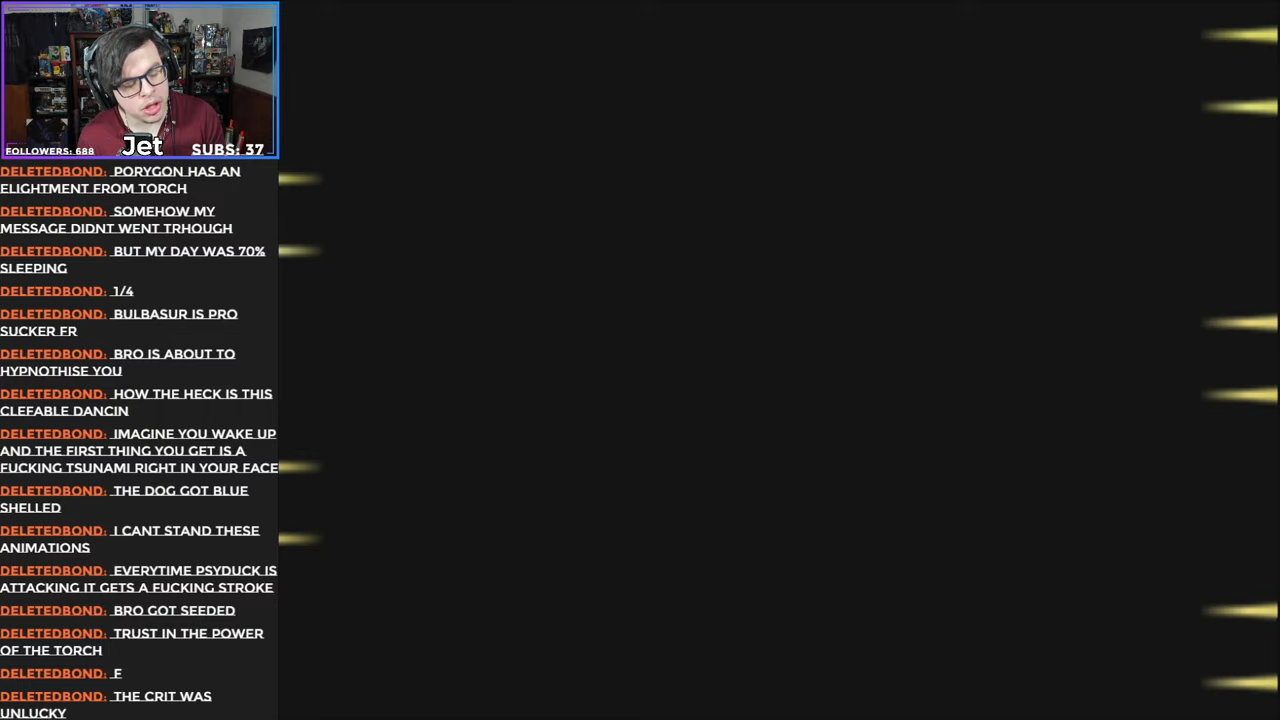 FOLLOWERS: 688
Jet
SUBS: 37
DELETEDBOND: PORYGON HAS AN
ELIGHTMENT FROM TORCH
DELETEDBOND: SOMEHOW MY
MESSAGE DIDNT WENT TRHOUGH
DELETEDBOND: BUT MY DAY WAS 70%
SLEEPING
DELETEDBOND: 1/4
DELETEDBOND: BULBASUR IS PRO
SUCKER FR
DELETEDBOND: BRO IS ABOUT TO
HYPNOTHISE YOU
DELETEDBOND: HOW THE HECK IS THIS
CLEFABLE DANCIN
DELETEDBOND: IMAGINE YOU WAKE UP
AND THE FIRST THING YOU GET IS A
FUCKING TSUNAMI RIGHT IN YOUR FACE
DELETEDBOND: THE DOG GOT BLUE
SHELLED
DELETEDBOND: I CANT STAND THESE
ANIMATIONS
DELETEDBOND: EVERYTIME PSYDUCK IS
ATTACKING IT GETS A FUCKING STROKE
DELETEDBOND: BRO GOT SEEDED
DELETEDBOND: TRUST IN THE POWER
OF THE TORCH
DELETEDBOND: F
DELETEDBOND: THE CRIT WAS
UNLUCKY